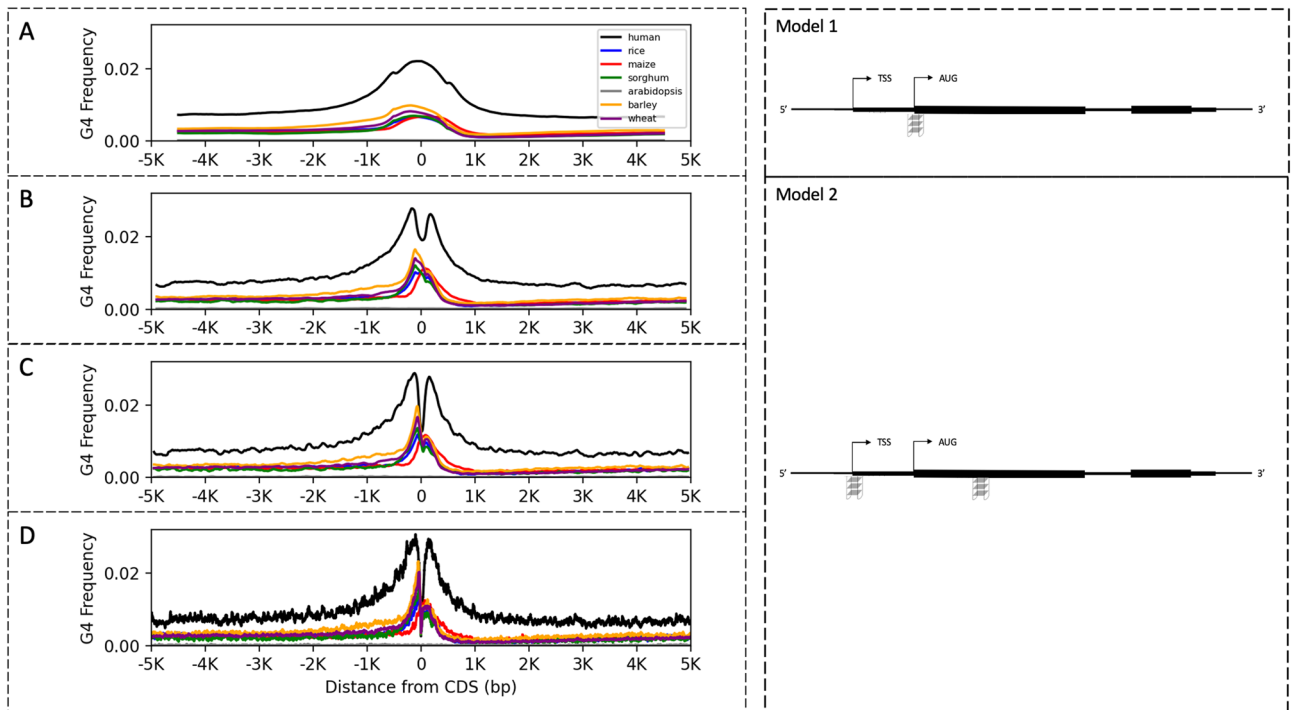 A
G4 Frequency
0.02
0.00
human
rice
maize
sorghum
arabidopsis
barley
wheat
-5K -4K -3K -2K -1K 0 1K 2K 3K 4K 5K
B
G4 Frequency
0.02
0.00
-5K -4K -3K -2K -1K 0 1K 2K 3K 4K 5K
C
G4 Frequency
0.02
0.00
-5K -4K -3K -2K -1K 0 1K 2K 3K 4K 5K
D
G4 Frequency
0.02
0.00
-5K -4K -3K -2K -1K 0 1K 2K 3K 4K 5K
Distance from CDS (bp)
Model 1
TSS AUG
5' 3'
Model 2
TSS AUG
5' 3'